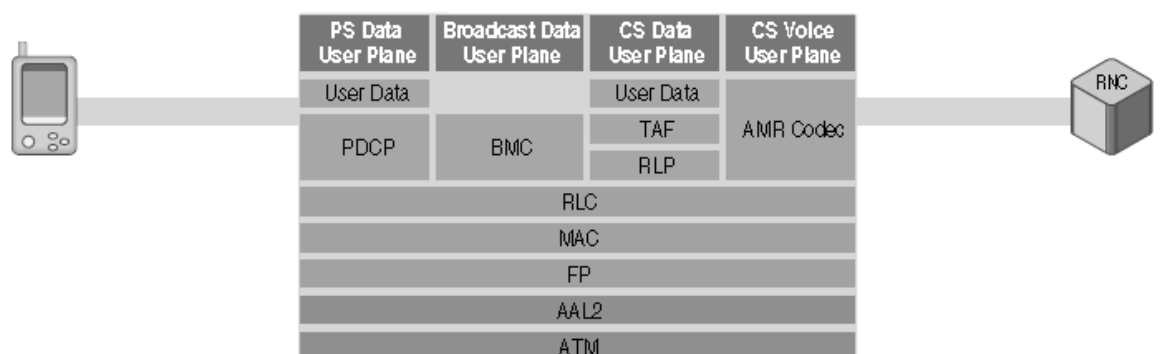 PS Data
User Plane
Broadcast Data
User Plane
CS Data
User Plane
CS Voice
User Plane
User Data
User Data
PDCP
BMC
TAF
RLP
AMR Codec
RNC
RLC
MAC
FP
AAL2
ATM